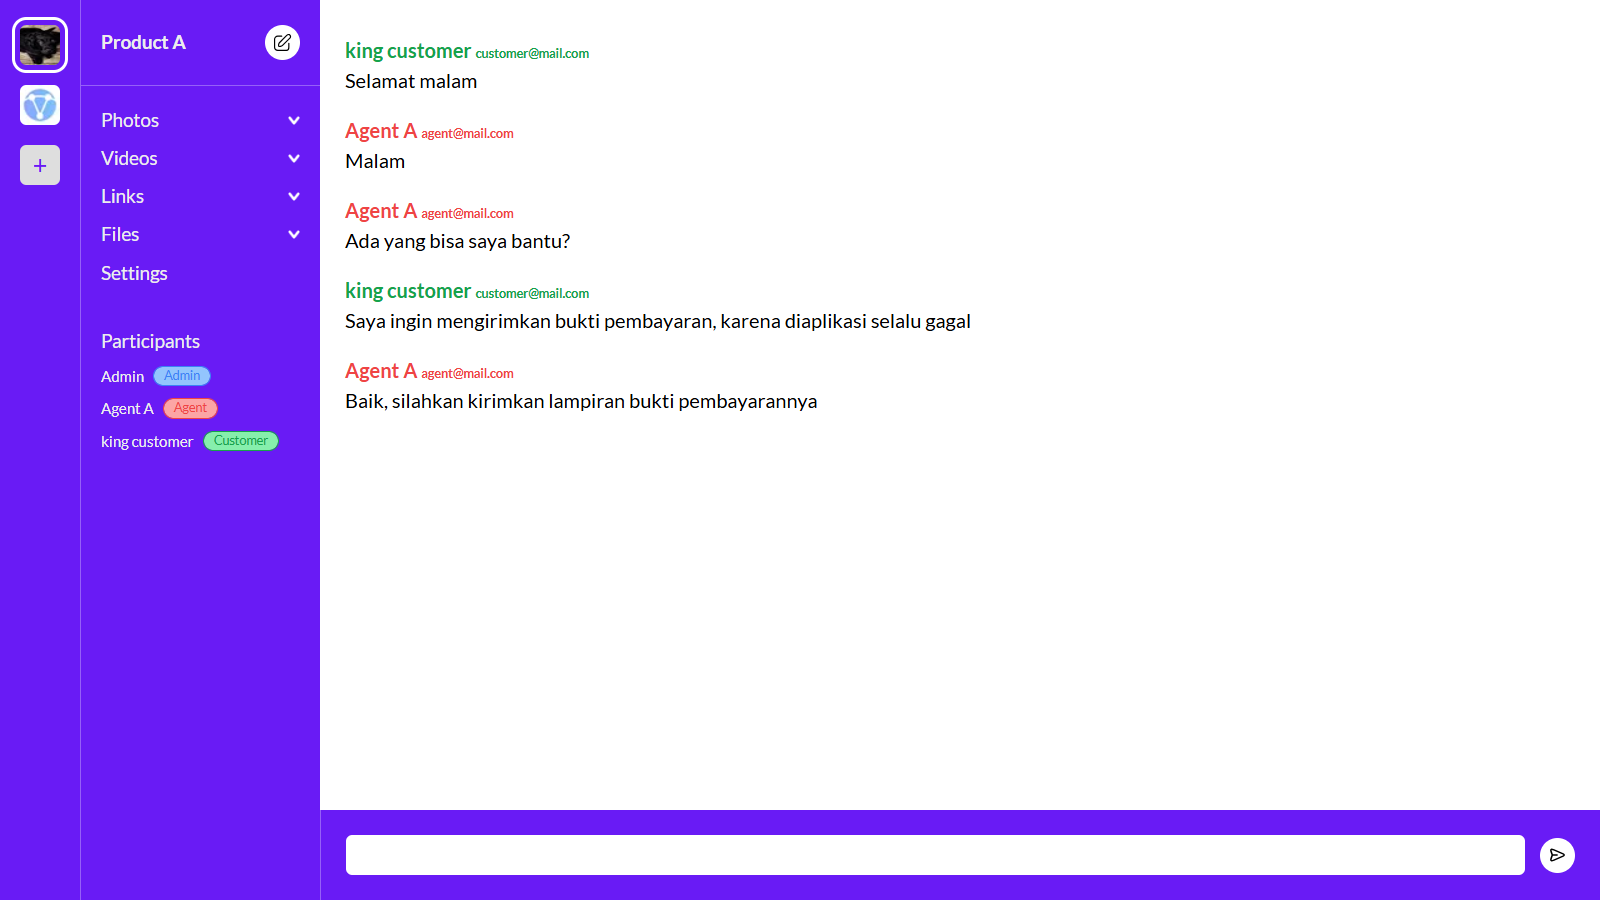 Product A
+
Photos
Videos
Links
Files
Settings
Participants
Admin Admin
Agent A Agent
king customer Customer
king customer customer@mail.com
Selamat malam
Agent A agent@mail.com
Malam
Agent A agent@mail.com
Ada yang bisa saya bantu?
king customer customer@mail.com
Saya ingin mengirimkan bukti pembayaran, karena diaplikasi selalu gagal
Agent A agent@mail.com
Baik, silahkan kirimkan lampiran bukti pembayarannya